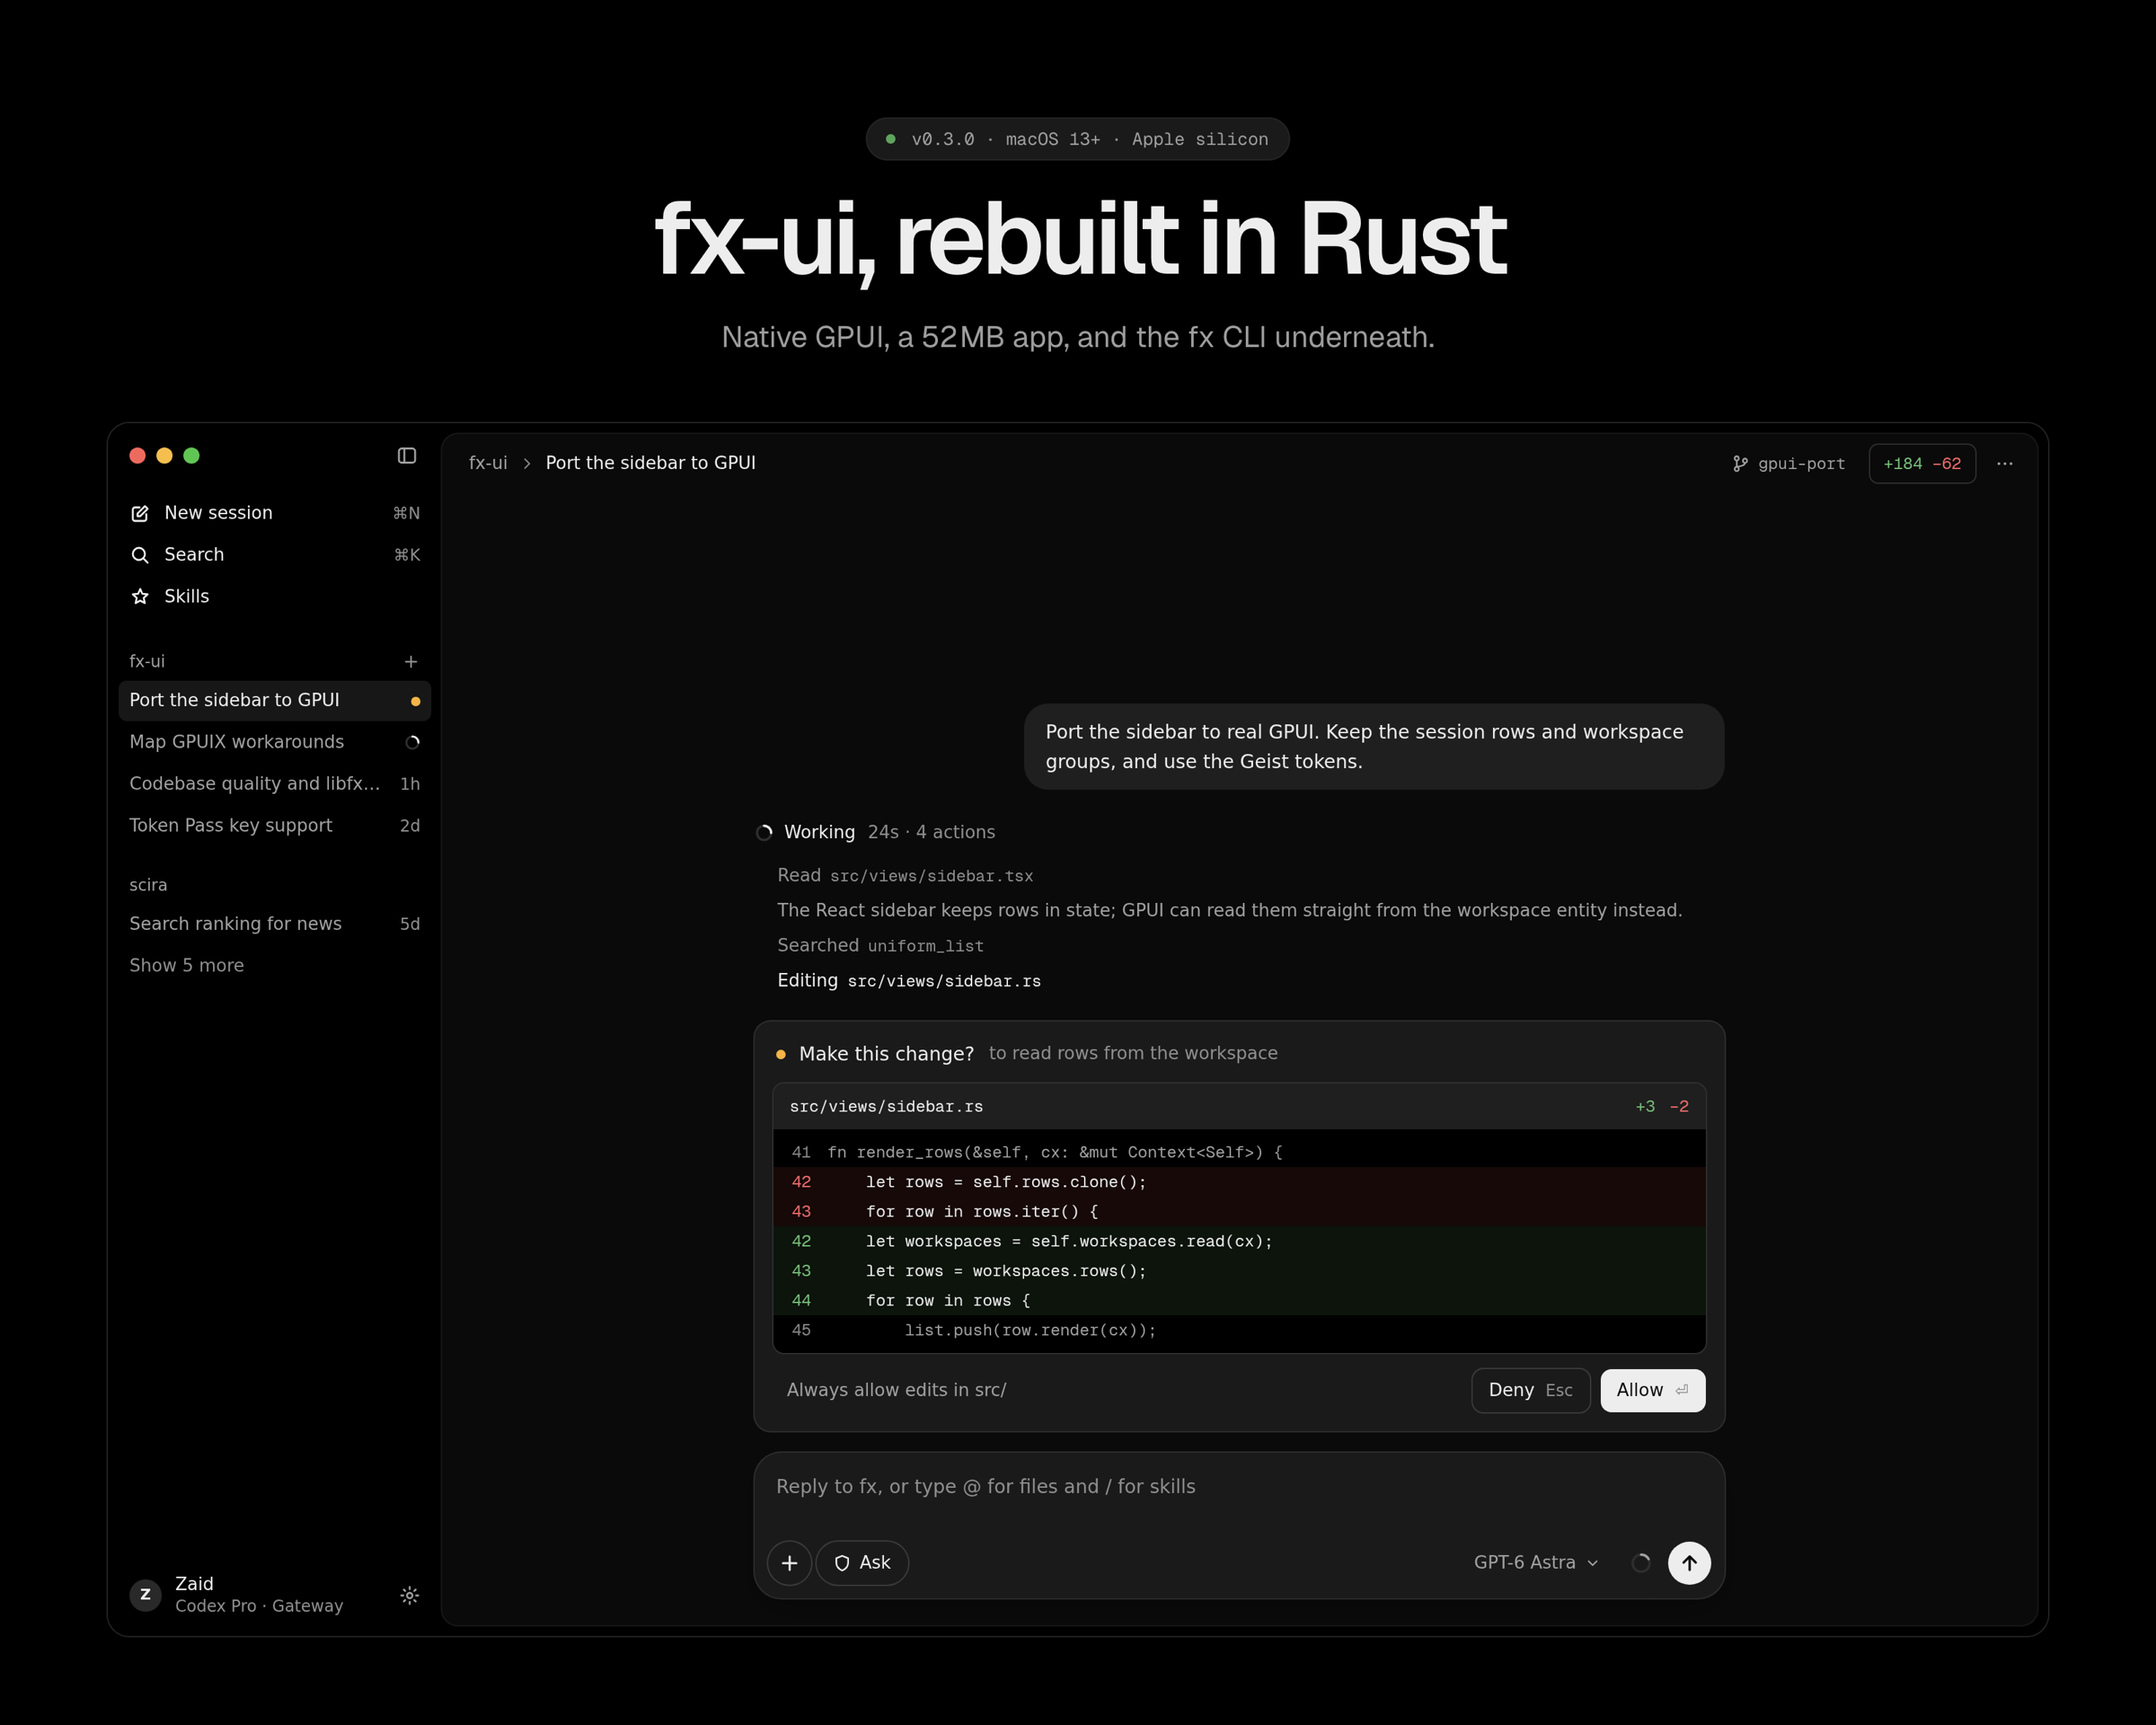 v0.3.0 · macOS 13+ · Apple silicon
fx-ui, rebuilt in Rust
Native GPUI, a 52MB app, and the fx CLI underneath.
New session ⌘N
Search ⌘K
Skills
fx-ui
Port the sidebar to GPUI
Map GPUIX workarounds
Codebase quality and libfx… 1h
Token Pass key support 2d
scira
Search ranking for news 5d
Show 5 more
Z
Zaid
Codex Pro · Gateway
fx-ui › Port the sidebar to GPUI
gpui-port +184 −62
Port the sidebar to real GPUI. Keep the session rows and workspace
groups, and use the Geist tokens.
Working 24s · 4 actions
Read src/views/sidebar.tsx
The React sidebar keeps rows in state; GPUI can read them straight from the workspace entity instead.
Searched uniform_list
Editing src/views/sidebar.rs
Make this change? to read rows from the workspace
src/views/sidebar.rs +3 −2
41 fn render_rows(&self, cx: &mut Context<Self>) {
42     let rows = self.rows.clone();
43     for row in rows.iter() {
42     let workspaces = self.workspaces.read(cx);
43     let rows = workspaces.rows();
44     for row in rows {
45         list.push(row.render(cx));
Always allow edits in src/
Deny Esc Allow ⏎
Reply to fx, or type @ for files and / for skills
Ask
GPT-6 Astra